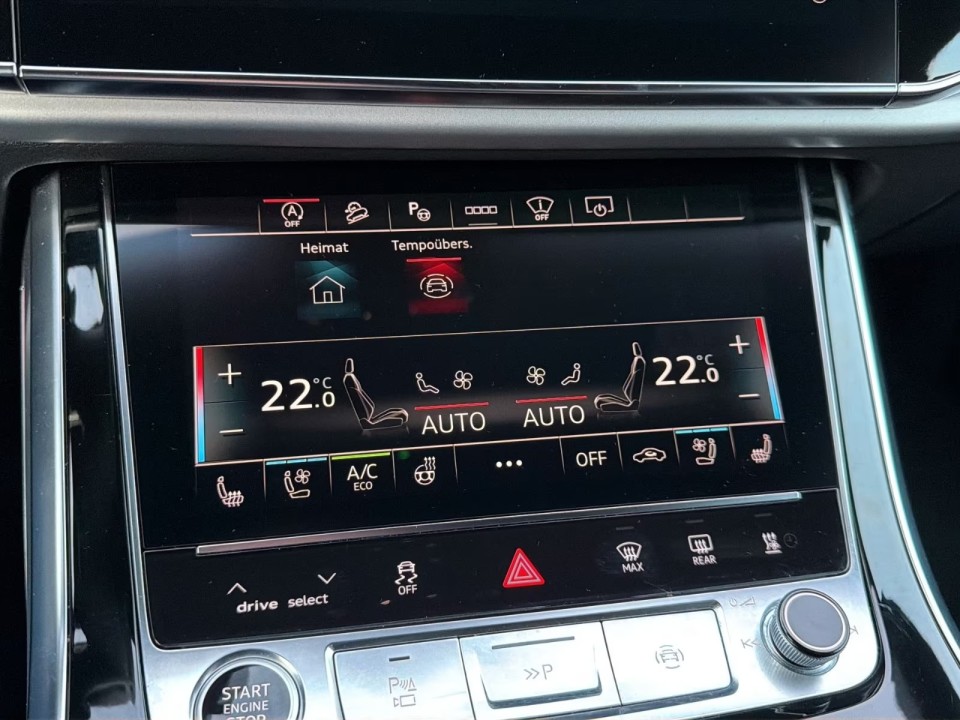 A
OFF
P
OFF
Heimat Tempoübers.
+ 22.0 °C 22.0 °C +
AUTO AUTO
− −
A/C
ECO
••• OFF
OFF
MAX
REAR
drive select
START
ENGINE
STOP
P
>>P